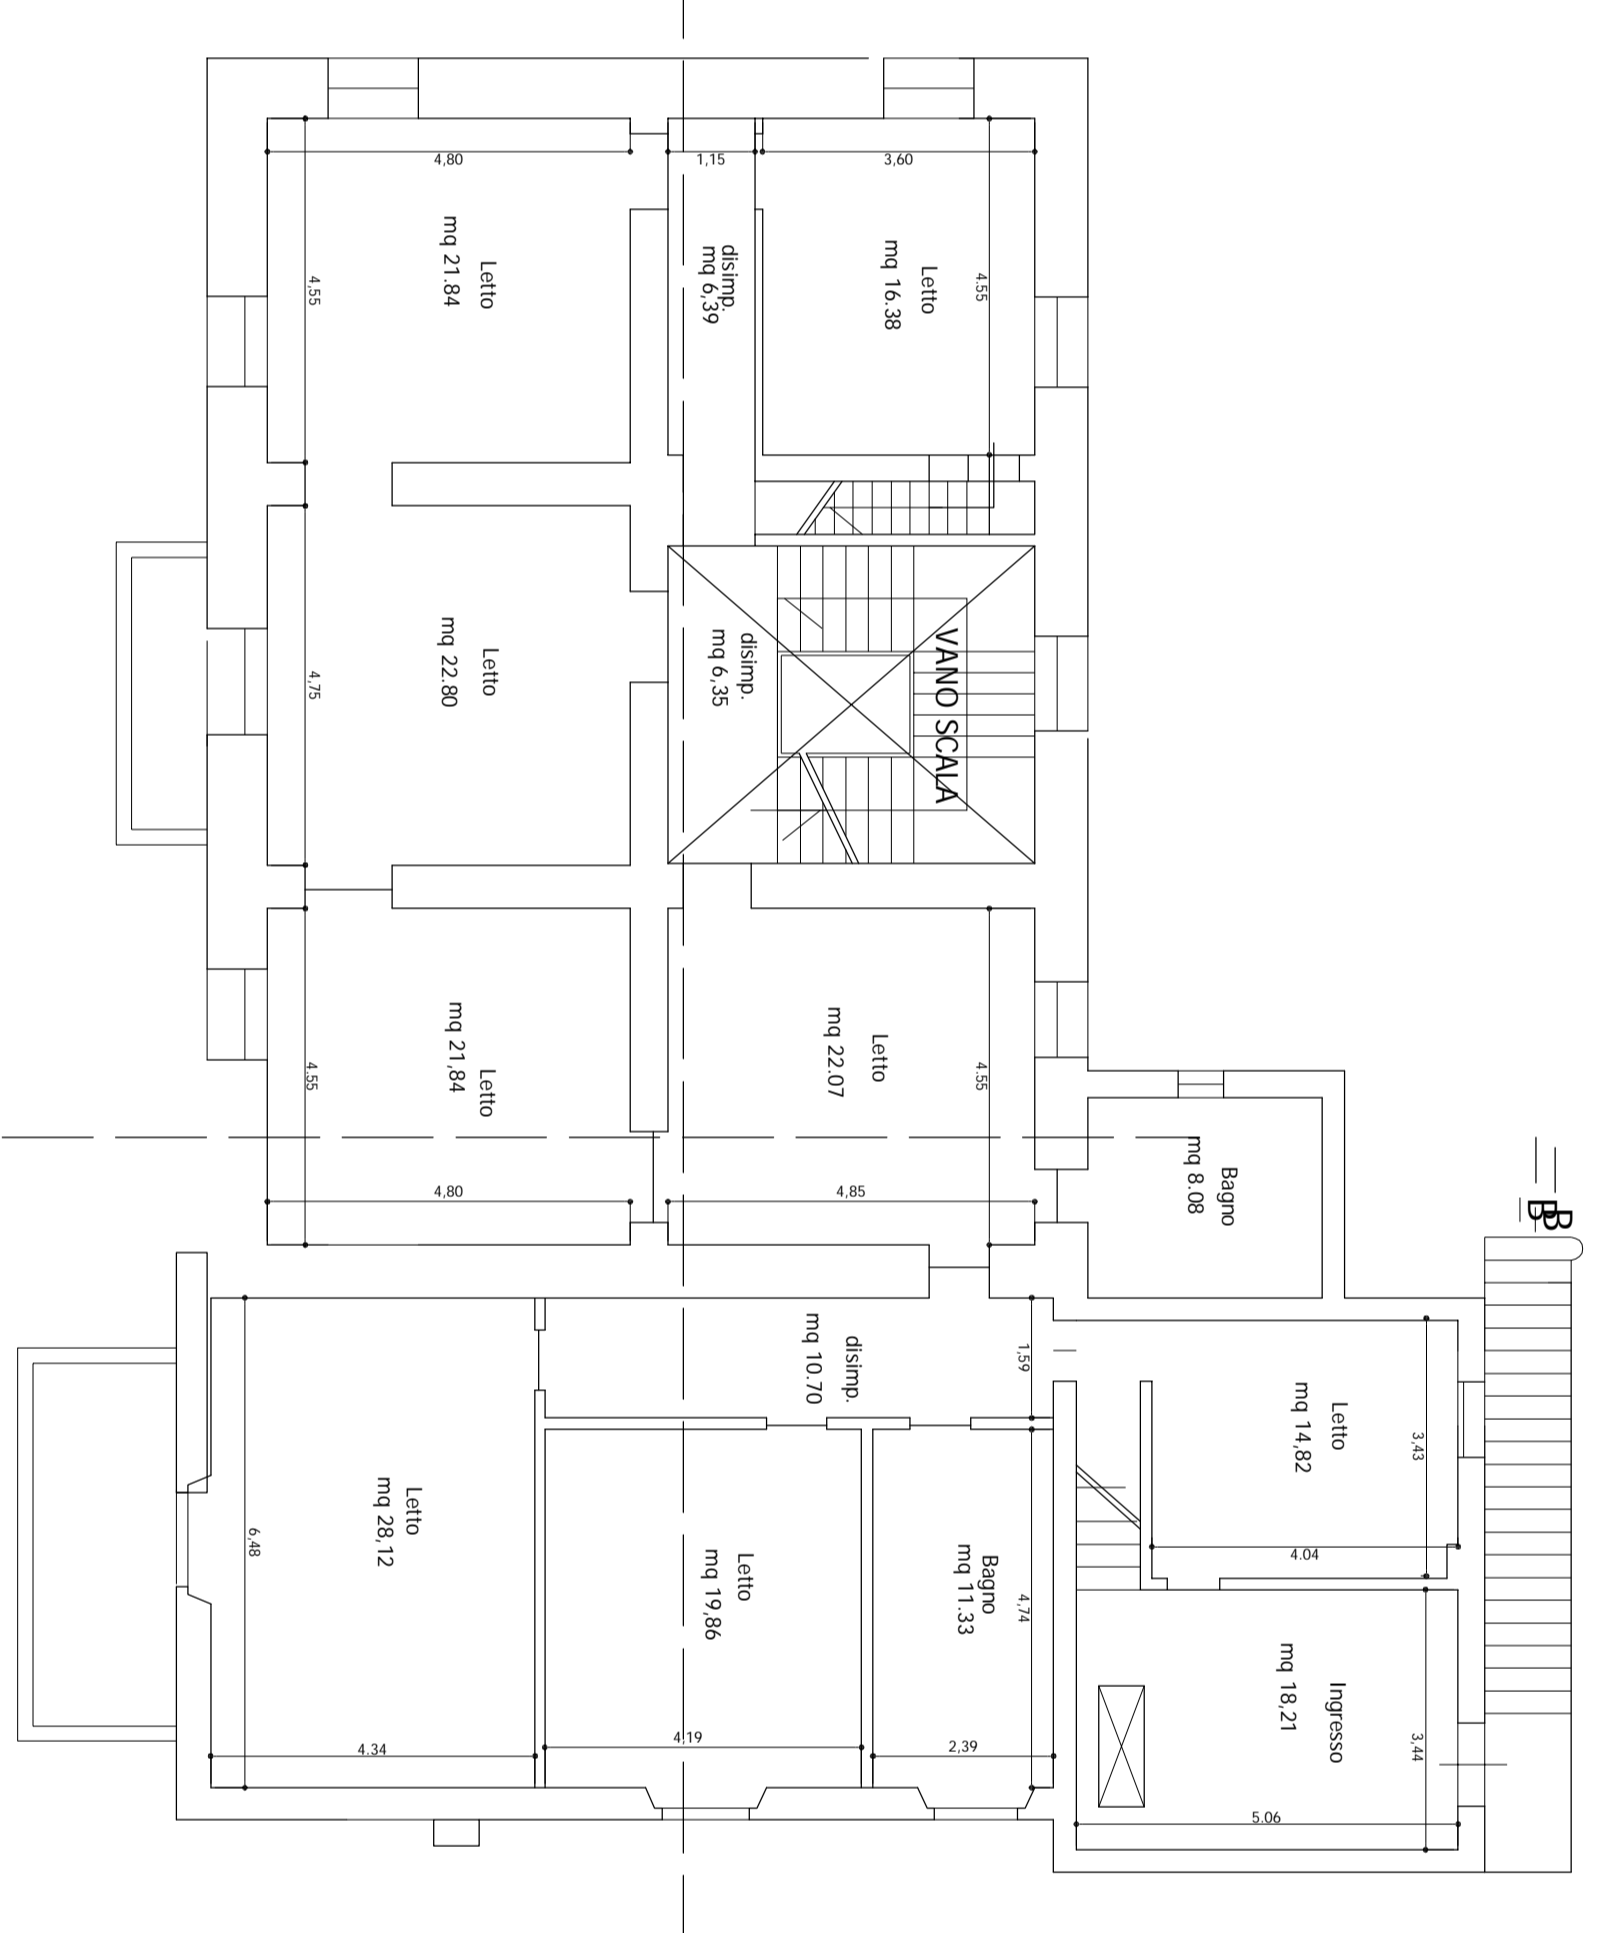 4,80
1,15
3,60
4,55
Letto
mq 21.84
disimp.
mq 6,39
Letto
mq 16.38
4.55
4,75
Letto
mq 22.80
disimp.
mq 6,35
VANO SCALA
4.55
Letto
mq 21,84
Letto
mq 22.07
4.55
4,80
4,85
Bagno
mq 8.08
B
B
disimp.
mq 10.70
1,59
Letto
mq 14,82
3,43
4.04
Letto
mq 28,12
6,48
Letto
mq 19,86
Bagno
mq 11.33
4,74
Ingresso
mq 18,21
3,44
4.34
4,19
2,39
5.06